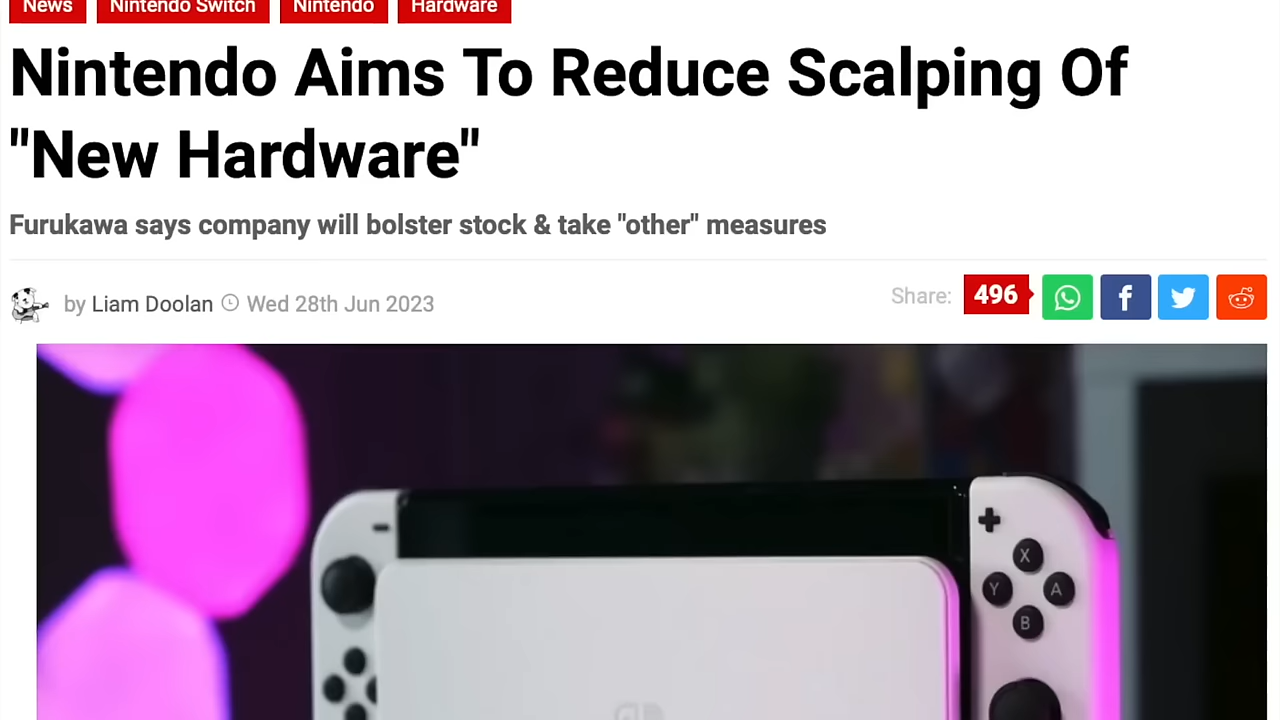 News Nintendo Switch Nintendo Hardware
Nintendo Aims To Reduce Scalping Of
"New Hardware"
Furukawa says company will bolster stock & take "other" measures
by Liam Doolan Wed 28th Jun 2023
Share: 496
X
Y A
B